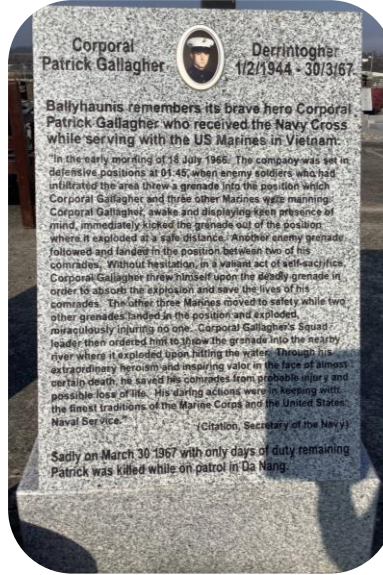 Corporal
Patrick Gallagher
Derrintogher
1/2/1944 - 30/3/67
Ballyhaunis remembers its brave hero Corporal
Patrick Gallagher who received the Navy Cross
while serving with the US Marines in Vietnam:
"In the early morning of 18 July 1966. The company was set in
defensive positions at 01:45, when enemy soldiers who had
infiltrated the area threw a grenade into the position which
Corporal Gallagher and three other Marines were manning.
Corporal Gallagher, awake and displaying keen presence of
mind, immediately kicked the grenade out of the position
where it exploded at a safe distance. Another enemy grenade
followed and landed in the position between two of his
comrades. Without hesitation, in a valiant act of self-sacrifice,
Corporal Gallagher threw himself upon the deadly grenade in
order to absorb the explosion and save the lives of his
comrades. The other three Marines moved to safety while two
other grenades landed in the position and exploded,
miraculously injuring no one. Corporal Gallagher's Squad
leader then ordered him to throw the grenade into the nearby
river where it exploded upon hitting the water. Through his
extraordinary heroism and inspiring valor in the face of almost
certain death, he saved his comrades from probable injury and
possible loss of life. His daring actions were in keeping with
the finest traditions of the Marine Corps and the United States
Naval Service."
(Citation, Secretary of the Navy)
Sadly on March 30 1967 with only days of duty remaining
Patrick was killed while on patrol in Da Nang.